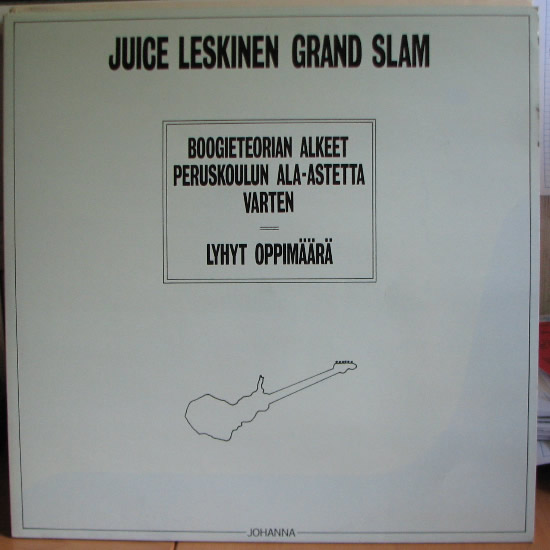 JUICE LESKINEN GRAND SLAM
BOOGIETEORIAN ALKEET
PERUSKOULUN ALA-ASTETTA
VARTEN
LYHYT OPPIMÄÄRÄ
JOHANNA